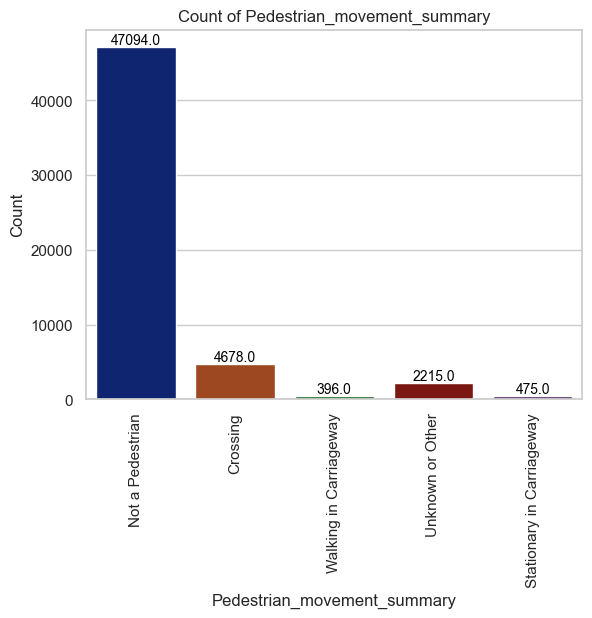 Count of Pedestrian_movement_summary
47094.0
4678.0
396.0
2215.0
475.0
Count
40000
30000
20000
10000
0
Not a Pedestrian
Crossing
Walking in Carriageway
Unknown or Other
Stationary in Carriageway
Pedestrian_movement_summary